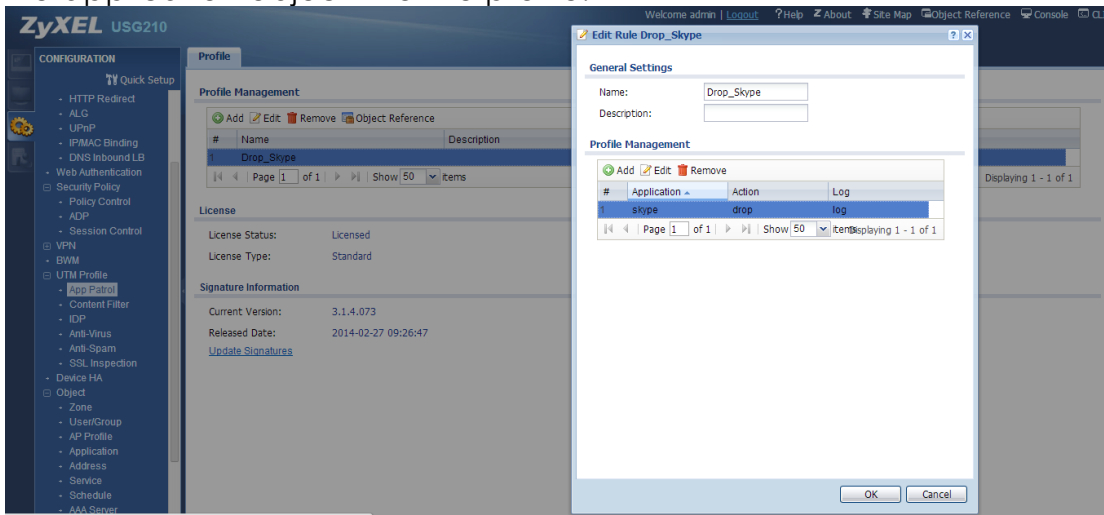 ZyXEL USG210
Welcome admin | Logout ?Help Z About Site Map Object Reference Console
CONFIGURATION
Quick Setup
HTTP Redirect
ALG
UPnP
IP/MAC Binding
DNS Inbound LB
Web Authentication
Security Policy
Policy Control
ADP
Session Control
VPN
BWM
UTM Profile
App Patrol
Content Filter
IDP
Anti-Virus
Anti-Spam
SSL Inspection
Device HA
Object
Zone
User/Group
AP Profile
Application
Address
Service
Schedule
AAA Server
Profile
Profile Management
Add Edit Remove Object Reference
# Name Description
1 Drop_Skype
Page 1 of 1 Show 50 items
Displaying 1 - 1 of 1
License
License Status: Licensed
License Type: Standard
Signature Information
Current Version: 3.1.4.073
Released Date: 2014-02-27 09:26:47
Update Signatures
Edit Rule Drop_Skype
General Settings
Name: Drop_Skype
Description:
Profile Management
Add Edit Remove
# Application Action Log
1 skype drop log
Page 1 of 1 Show 50 items Displaying 1 - 1 of 1
OK Cancel